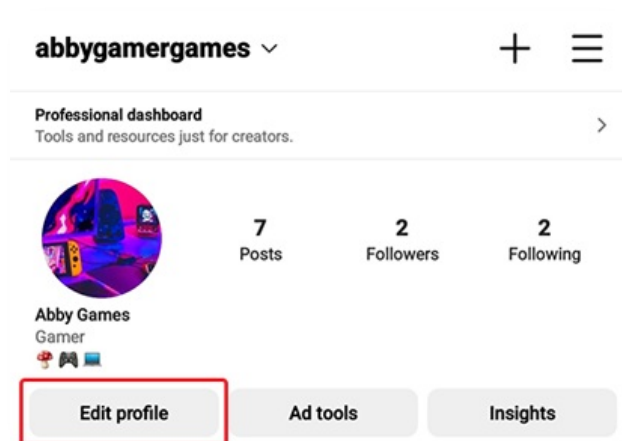 abbygamergames
Professional dashboard
Tools and resources just for creators.
7 2 2
Posts Followers Following
Abby Games
Gamer
🍄🎮💻
Edit profile Ad tools Insights